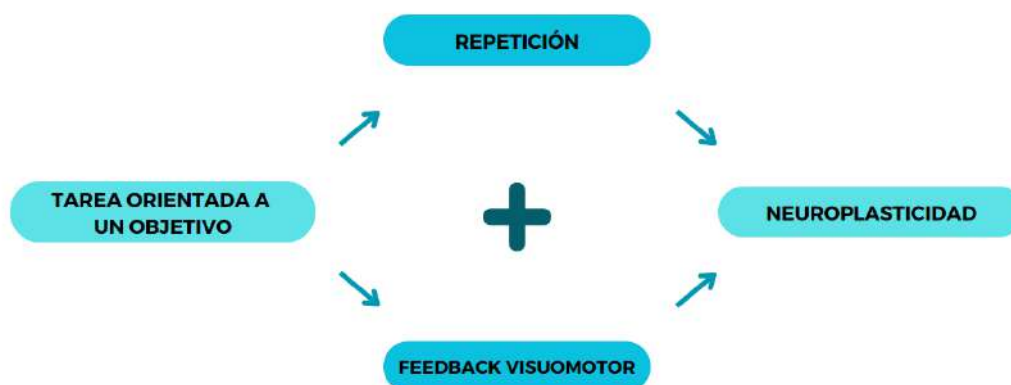 REPETICIÓN
TAREA ORIENTADA A
UN OBJETIVO
NEUROPLASTICIDAD
FEEDBACK VISUOMOTOR